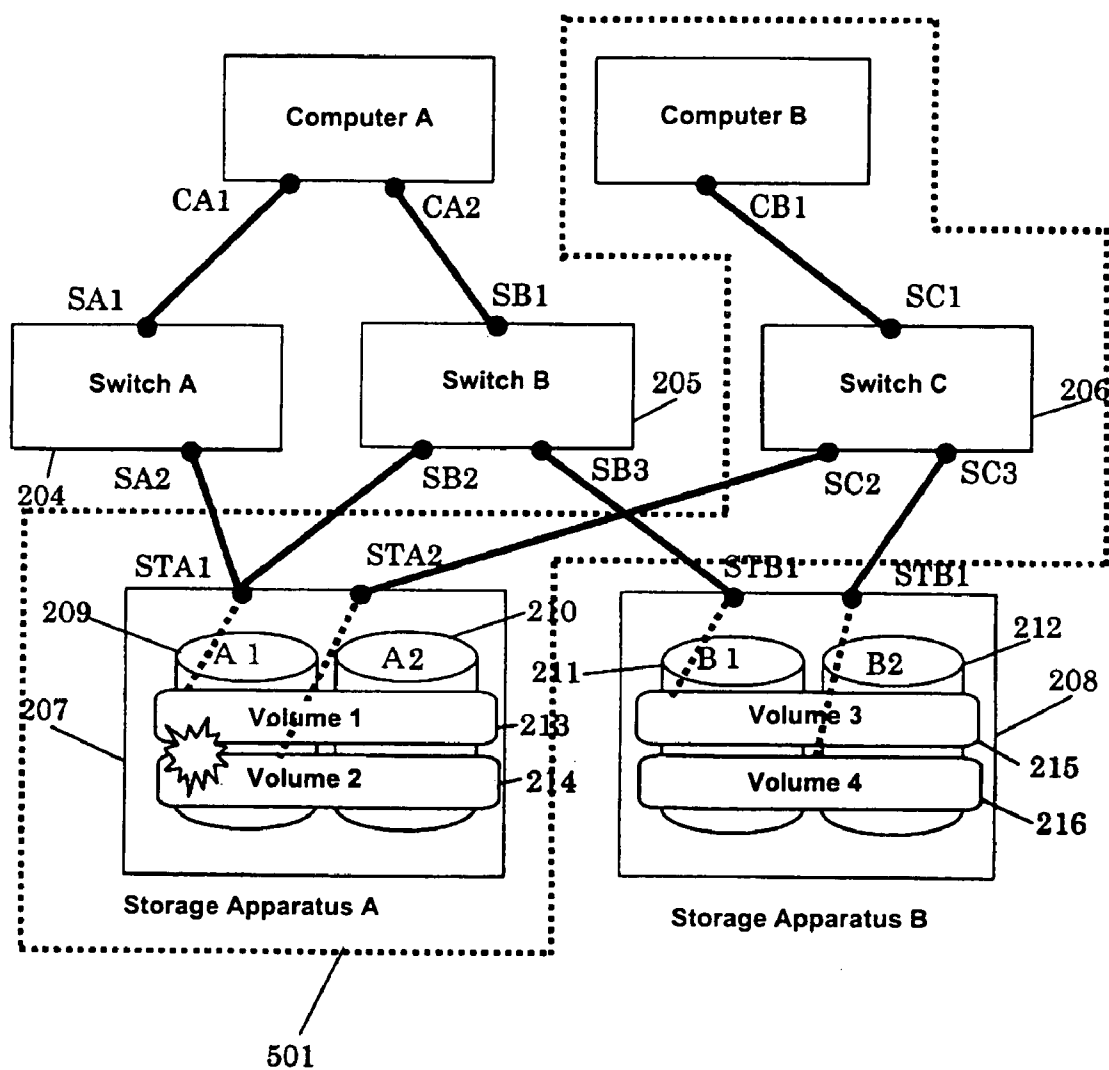 Computer A
Computer B
CA1
CA2
CB1
SA1
SB1
SC1
Switch A
Switch B
205
Switch C
206
204
SA2
SB2
SB3
SC2
SC3
STA1
STA2
STB1
STB1
209
A 1
A2
210
211
B1
B2
212
207
Volume 1
213
Volume 3
208
Volume 2
214
Volume 4
215
216
Storage Apparatus A
Storage Apparatus B
501